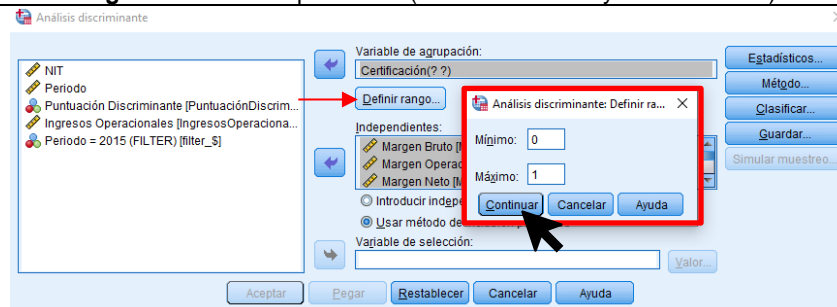 Análisis discriminante
NIT
Periodo
Puntuación Discriminante [PuntuaciónDiscrim...
Ingresos Operacionales [IngresosOperaciona...
Periodo = 2015 (FILTER) [filter_$]
Variable de agrupación:
Certificación(? ?)
Definir rango...
Independientes:
Margen Bruto [
Margen Operac
Margen Neto [
Introducir indepe
Usar método de
Variable de selección:
Valor...
Análisis discriminante: Definir ra...
Mínimo: 0
Máximo: 1
Continuar Cancelar Ayuda
Estadísticos...
Método...
Clasificar...
Guardar...
Simular muestreo...
Aceptar Pegar Restablecer Cancelar Ayuda